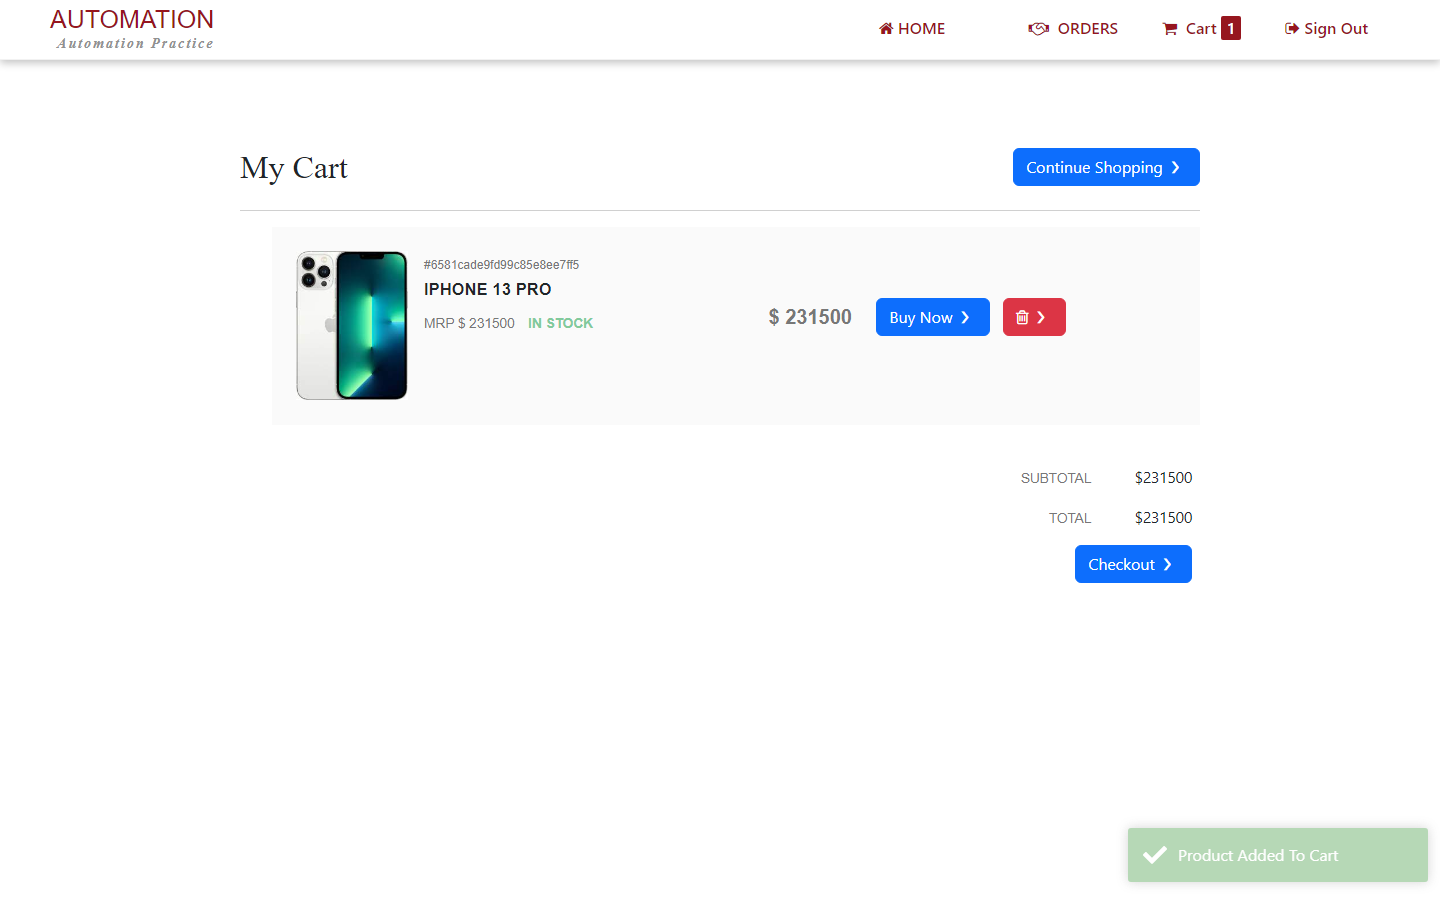 AUTOMATION
Automation Practice
HOME
ORDERS
Cart 1
Sign Out
My Cart
Continue Shopping ❯
#6581cade9fd99c85e8ee7ff5
IPHONE 13 PRO
MRP $ 231500 IN STOCK
$ 231500
Buy Now ❯
❯
SUBTOTAL $231500
TOTAL $231500
Checkout ❯
Product Added To Cart